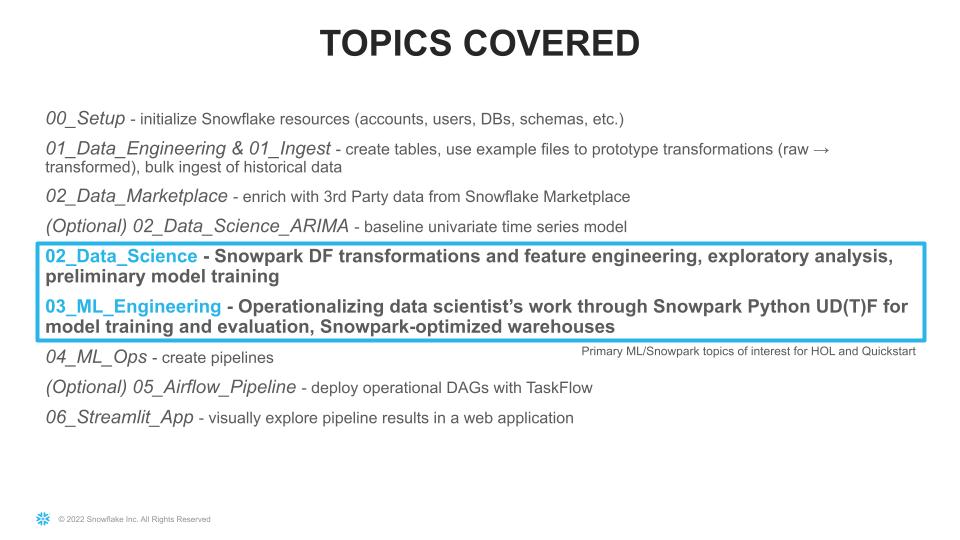 TOPICS COVERED
00_Setup - initialize Snowflake resources (accounts, users, DBs, schemas, etc.)
01_Data_Engineering & 01_Ingest - create tables, use example files to prototype transformations (raw →
transformed), bulk ingest of historical data
02_Data_Marketplace - enrich with 3rd Party data from Snowflake Marketplace
(Optional) 02_Data_Science_ARIMA - baseline univariate time series model
02_Data_Science - Snowpark DF transformations and feature engineering, exploratory analysis,
preliminary model training
03_ML_Engineering - Operationalizing data scientist’s work through Snowpark Python UD(T)F for
model training and evaluation, Snowpark-optimized warehouses
04_ML_Ops - create pipelines
Primary ML/Snowpark topics of interest for HOL and Quickstart
(Optional) 05_Airflow_Pipeline - deploy operational DAGs with TaskFlow
06_Streamlit_App - visually explore pipeline results in a web application
© 2022 Snowflake Inc. All Rights Reserved